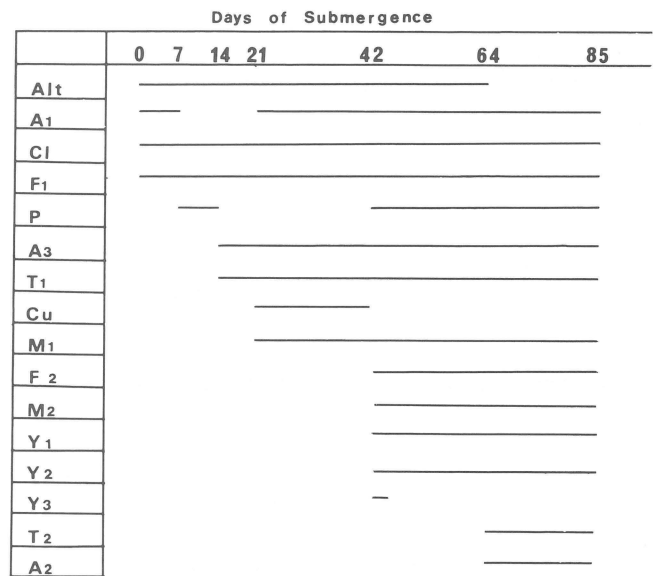 Days of Submergence
0 7 14 21 42 64 85
Alt
A1
Cl
F1
P
A3
T1
Cu
M1
F 2
M2
Y 1
Y 2
Y 3
T 2
A 2